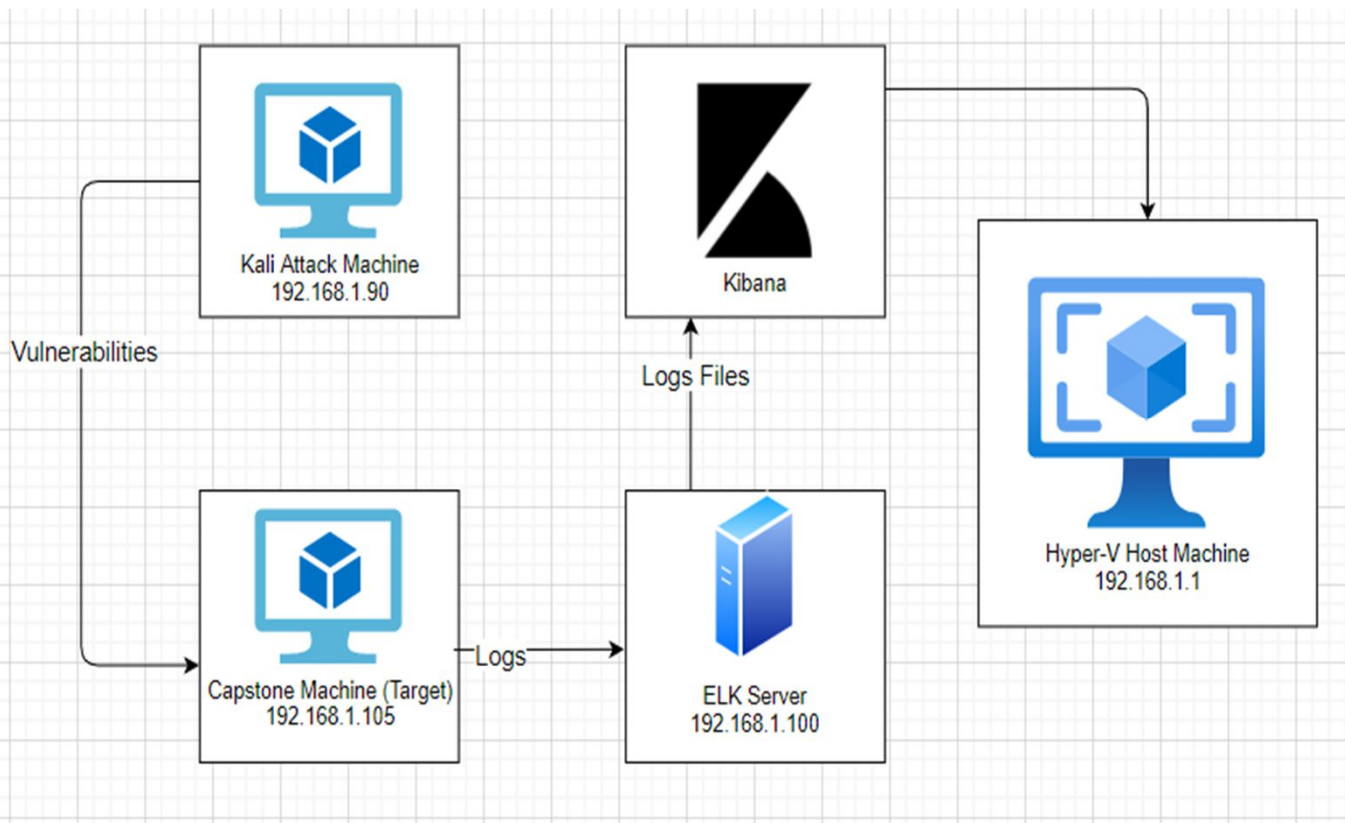 Kali Attack Machine
192.168.1.90
Kibana
Vulnerabilities
Logs Files
Hyper-V Host Machine
192.168.1.1
Capstone Machine (Target)
192.168.1.105
Logs
ELK Server
192.168.1.100